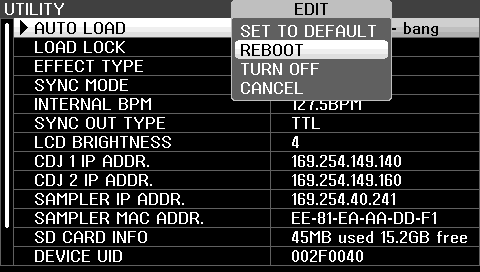 UTILITY
EDIT
AUTO LOAD - bang
SET TO DEFAULT
LOAD LOCK
REBOOT
EFFECT TYPE
TURN OFF
SYNC MODE
CANCEL
INTERNAL BPM 127.5BPM
SYNC OUT TYPE TTL
LCD BRIGHTNESS 4
CDJ 1 IP ADDR. 169.254.149.140
CDJ 2 IP ADDR. 169.254.149.160
SAMPLER IP ADDR. 169.254.40.241
SAMPLER MAC ADDR. EE-81-EA-AA-DD-F1
SD CARD INFO 45MB used 15.2GB free
DEVICE UID 002F0040